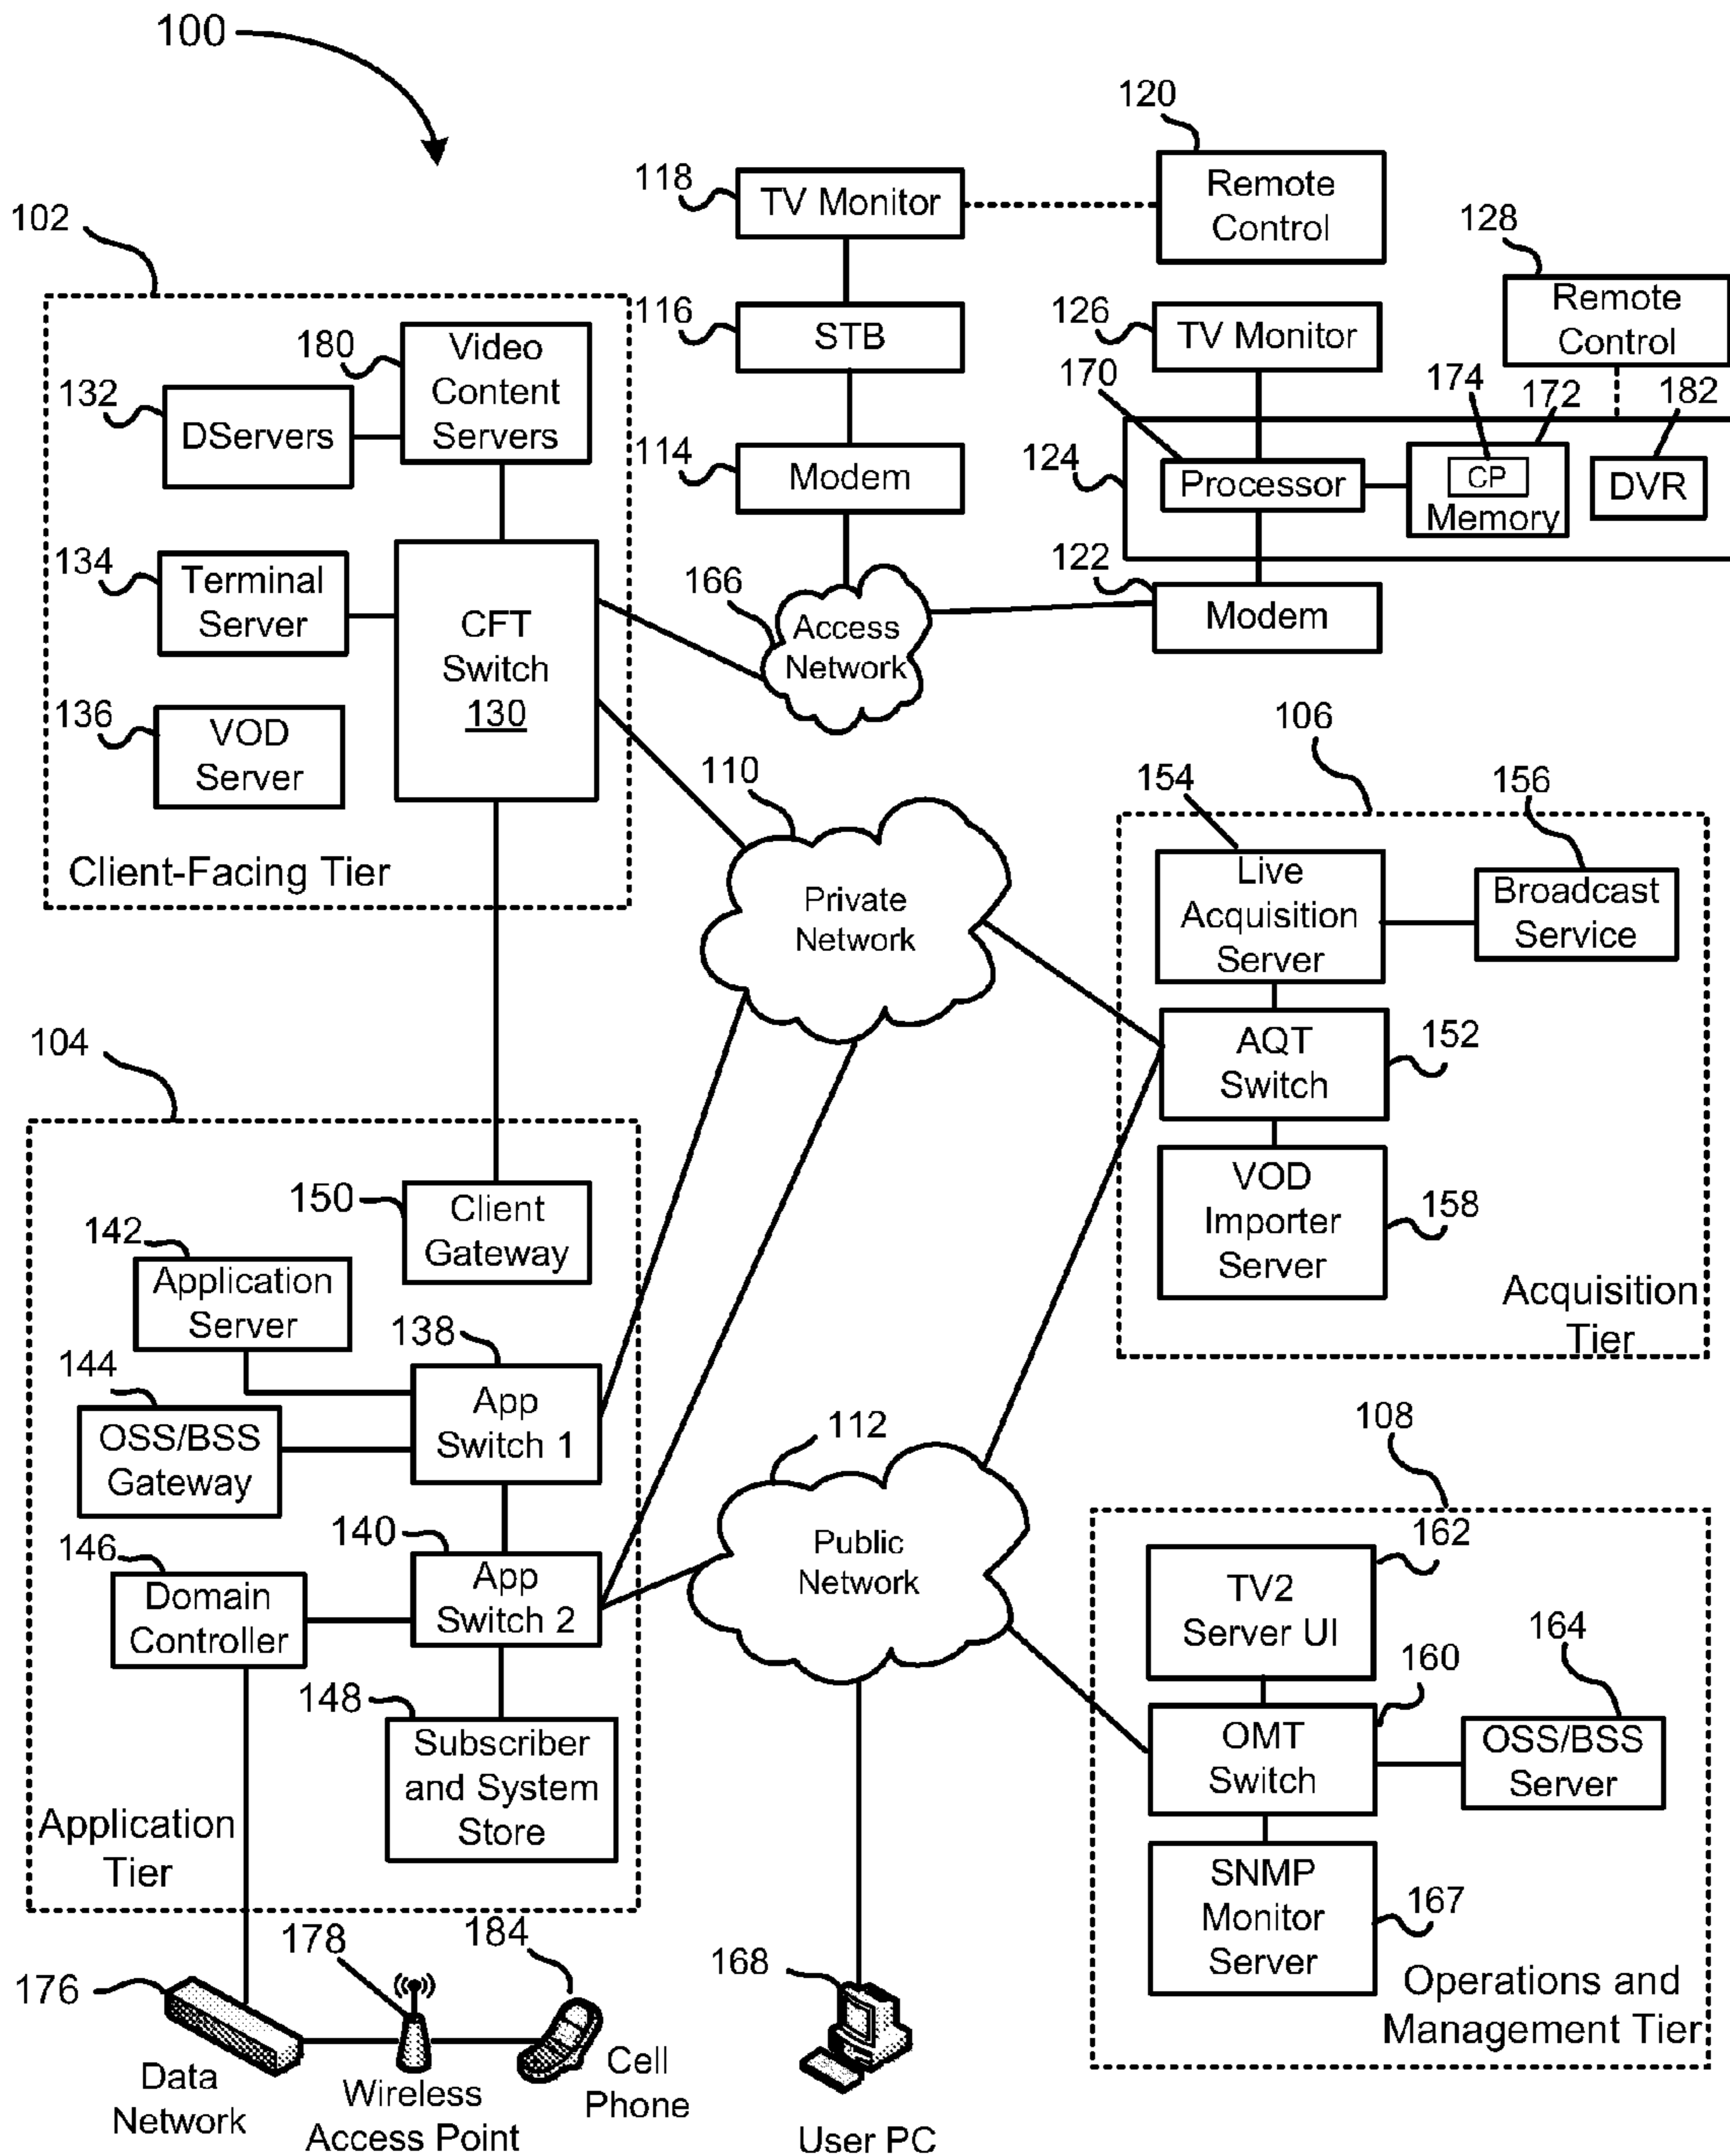 100
120
118
TV Monitor
Remote
Control
128
102
116
STB
126
TV Monitor
Remote
Control
180
Video
Content
Servers
170
174
172
182
132
DServers
114
Modem
124
Processor
CP
Memory
DVR
134
Terminal
Server
CFT
Switch
130
166
Access
Network
122
Modem
136
VOD
Server
106
110
154
156
Client-Facing Tier
Private
Network
Live
Acquisition
Server
Broadcast
Service
104
AQT
Switch
152
150
Client
Gateway
VOD
Importer
Server
158
142
Application
Server
Acquisition
Tier
138
144
App
Switch 1
OSS/BSS
Gateway
112
108
140
146
App
Switch 2
Domain
Controller
Public
Network
162
TV2
Server UI
164
160
148
Subscriber
and System
Store
OMT
Switch
OSS/BSS
Server
Application
Tier
SNMP
Monitor
Server
167
178
184
168
176
Operations and
Management Tier
Data
Network
Wireless
Access Point
Cell
Phone
User PC